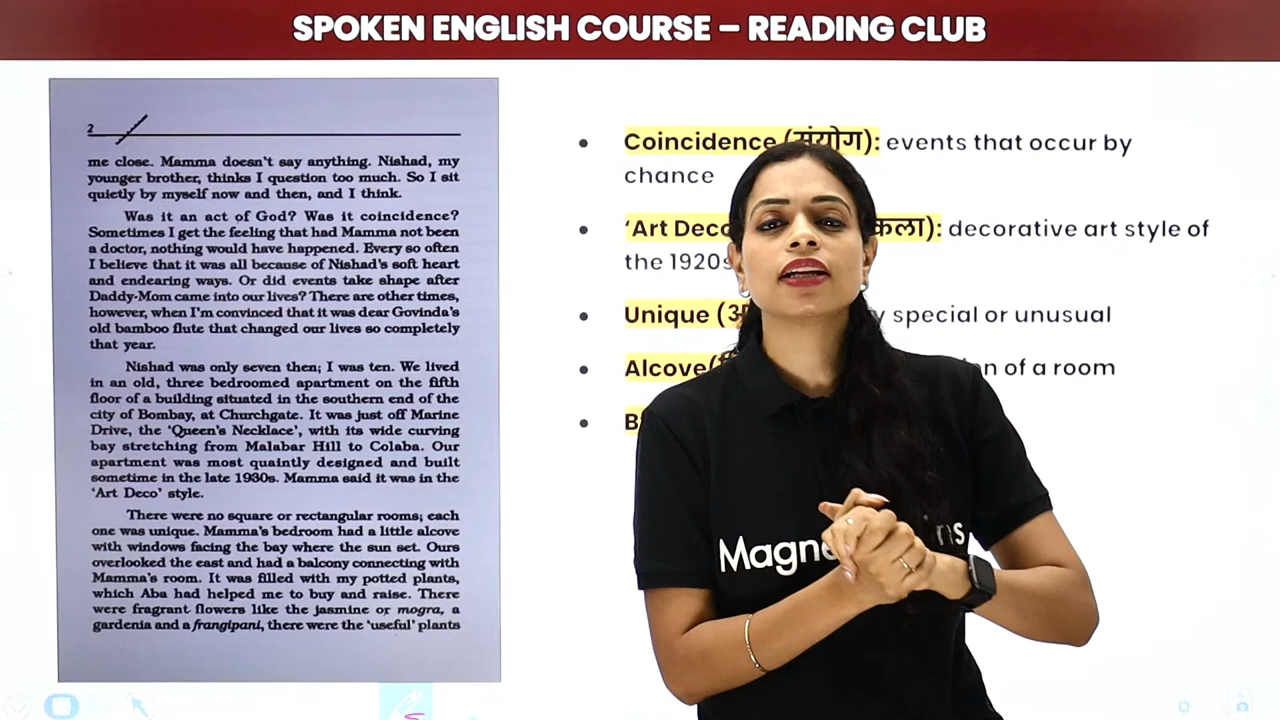 SPOKEN ENGLISH COURSE – READING CLUB
2
me close. Mamma doesn't say anything. Nishad, my
younger brother, thinks I question too much. So I sit
quietly by myself now and then, and I think.
Was it an act of God? Was it coincidence?
Sometimes I get the feeling that had Mamma not been
a doctor, nothing would have happened. Every so often
I believe that it was all because of Nishad's soft heart
and endearing ways. Or did events take shape after
Daddy-Mom came into our lives? There are other times,
however, when I'm convinced that it was dear Govinda's
old bamboo flute that changed our lives so completely
that year.
Nishad was only seven then; I was ten. We lived
in an old, three bedroomed apartment on the fifth
floor of a building situated in the southern end of the
city of Bombay, at Churchgate. It was just off Marine
Drive, the 'Queen's Necklace', with its wide curving
bay stretching from Malabar Hill to Colaba. Our
apartment was most quaintly designed and built
sometime in the late 1930s. Mamma said it was in the
'Art Deco' style.
There were no square or rectangular rooms; each
one was unique. Mamma's bedroom had a little alcove
with windows facing the bay where the sun set. Ours
overlooked the east and had a balcony connecting with
Mamma's room. It was filled with my potted plants,
which Aba had helped me to buy and raise. There
were fragrant flowers like the jasmine or mogra, a
gardenia and a frangipani, there were the 'useful' plants
Coincidence (संयोग): events that occur by
chance
'Art Deco कला): decorative art style of
the 1920s
Unique ( special or unusual
Alcove( of a room